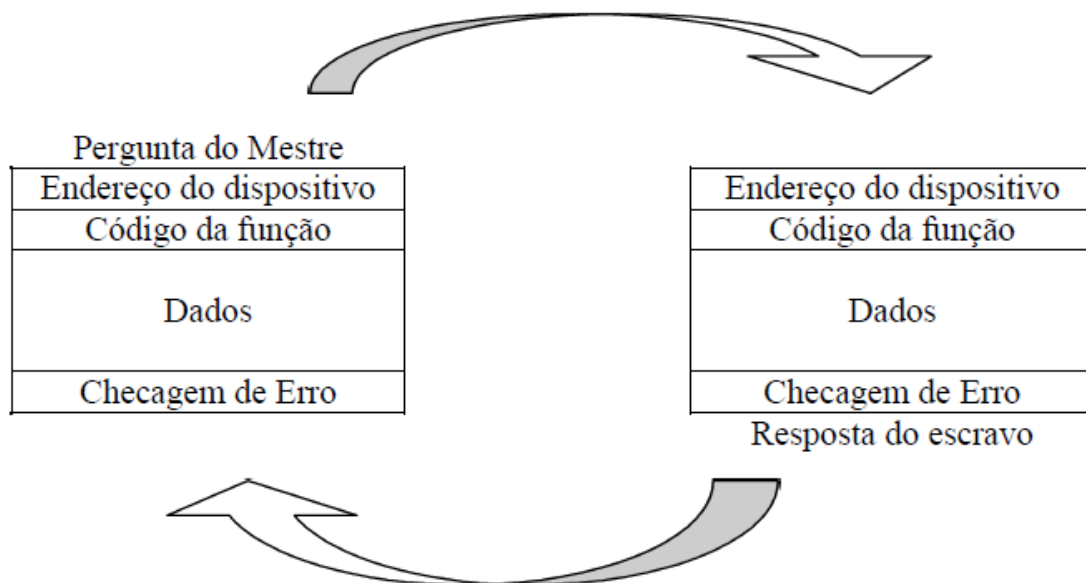 Pergunta do Mestre
Endereço do dispositivo
Código da função
Dados
Checagem de Erro
Endereço do dispositivo
Código da função
Dados
Checagem de Erro
Resposta do escravo